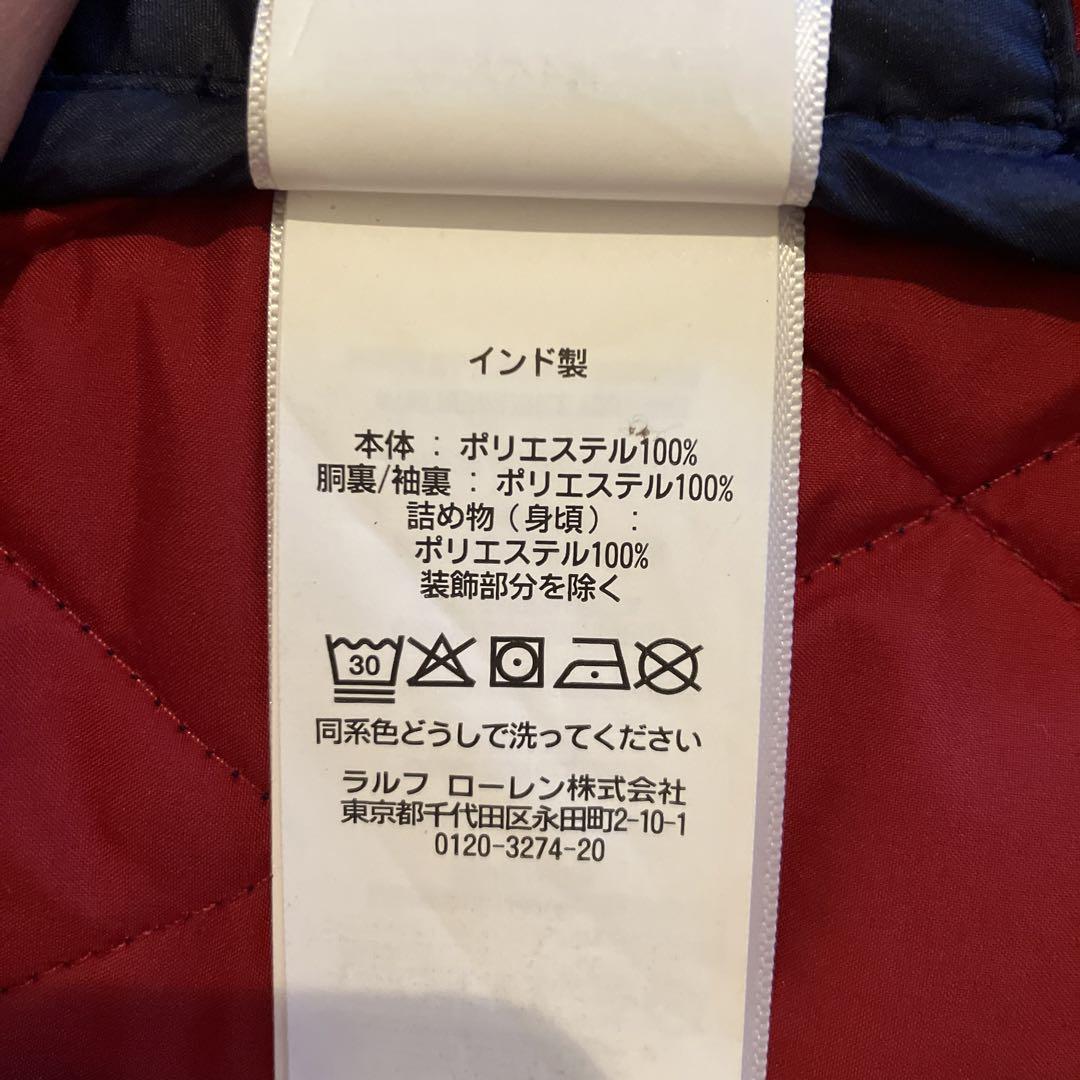 インド製
本体 : ポリエステル100%
胴裏/袖裏 : ポリエステル100%
詰め物 ( 身頃 ) :
ポリエステル100%
装飾部分を除く
30
同系色どうしで洗ってください
ラルフ ローレン株式会社
東京都千代田区永田町2-10-1
0120-3274-20